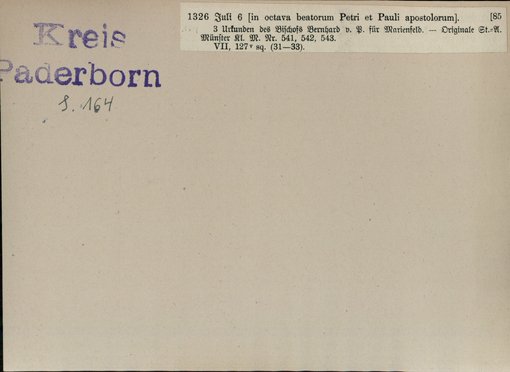 Kreis
Paderborn
S. 164
1326 Juli 6 [in octava beatorum Petri et Pauli apostolorum]. [85
3 Urkunden des Bischofs Bernhard v. P. für Marienfeld. — Originale St.-A.
Münster Kl. M. Nr. 541, 542, 543.
VII, 127ᵛ sq. (31—33).